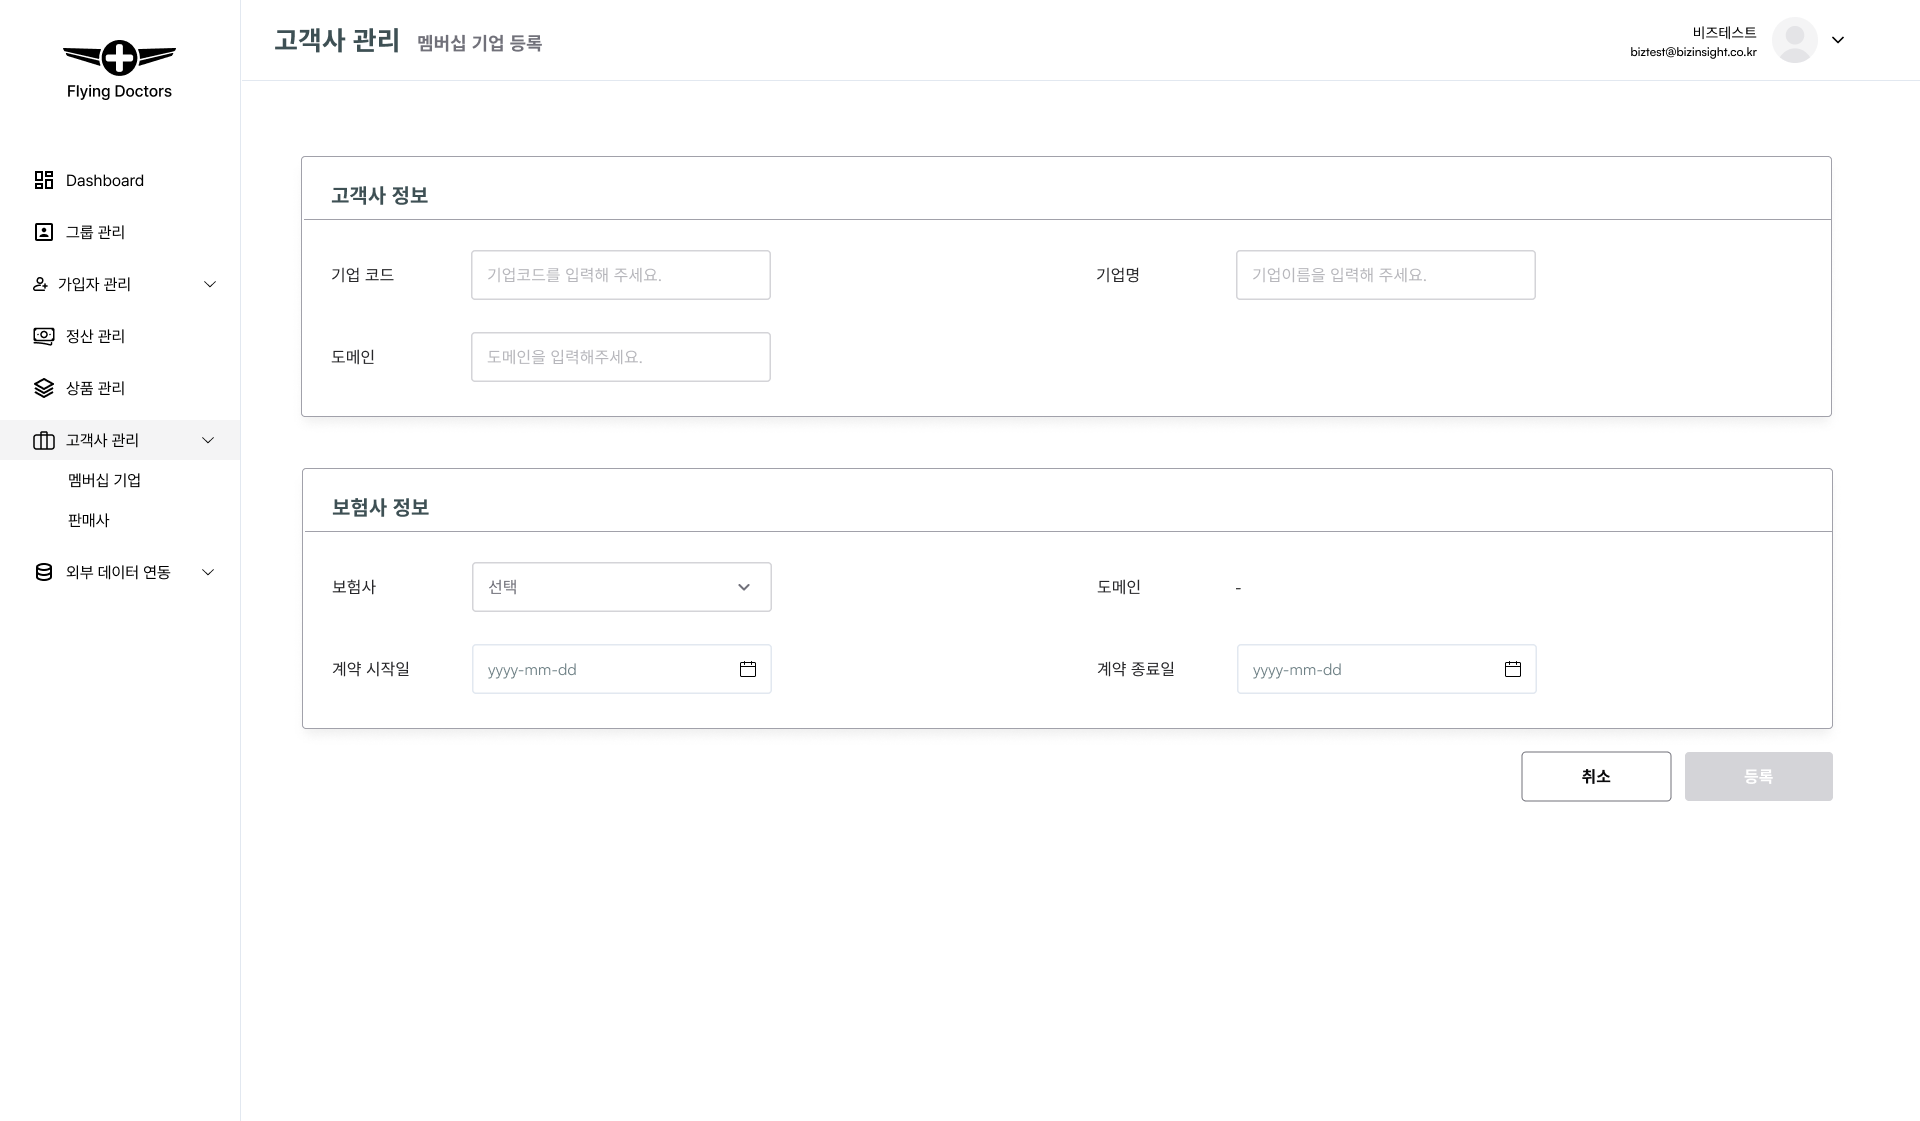 Flying Doctors
Dashboard
그룹 관리
가입자 관리
정산 관리
상품 관리
고객사 관리
멤버십 기업
판매사
외부 데이터 연동
고객사 관리 멤버십 기업 등록
비즈테스트
biztest@bizinsight.co.kr
고객사 정보
기업 코드 기업코드를 입력해 주세요. 기업명 기업이름을 입력해 주세요.
도메인 도메인을 입력해주세요.
보험사 정보
보험사 선택 도메인 -
계약 시작일 yyyy-mm-dd 계약 종료일 yyyy-mm-dd
취소 등록